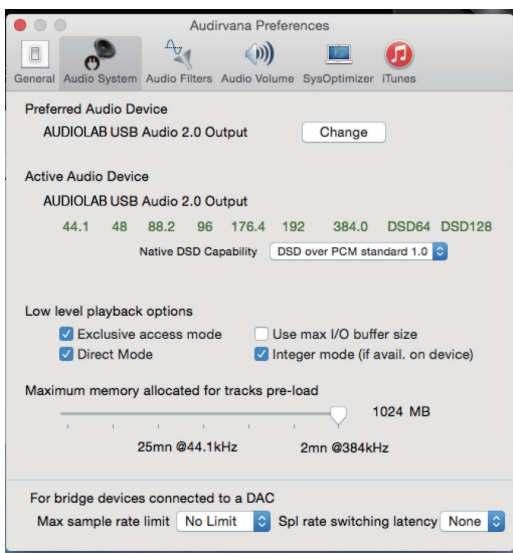 Audirvana Preferences
General Audio System Audio Filters Audio Volume SysOptimizer iTunes
Preferred Audio Device
AUDIOLAB USB Audio 2.0 Output Change
Active Audio Device
AUDIOLAB USB Audio 2.0 Output
44.1 48 88.2 96 176.4 192 384.0 DSD64 DSD128
Native DSD Capability DSD over PCM standard 1.0
Low level playback options
Exclusive access mode Use max I/O buffer size
Direct Mode Integer mode (if avail. on device)
Maximum memory allocated for tracks pre-load
1024 MB
25mn @44.1kHz 2mn @384kHz
For bridge devices connected to a DAC
Max sample rate limit No Limit Spl rate switching latency None